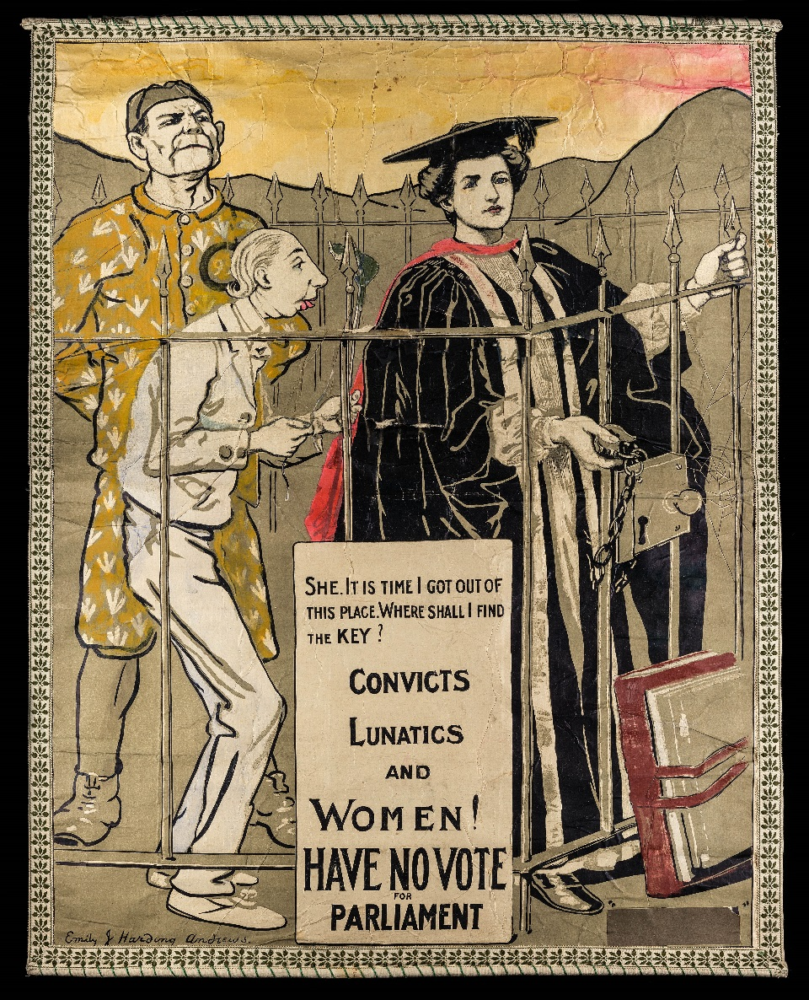 SHE. IT IS TIME I GOT OUT OF
THIS PLACE. WHERE SHALL I FIND
THE KEY?
CONVICTS
LUNATICS
AND
WOMEN!
HAVE NO VOTE
FOR
PARLIAMENT
Emily J Harding Andrews.